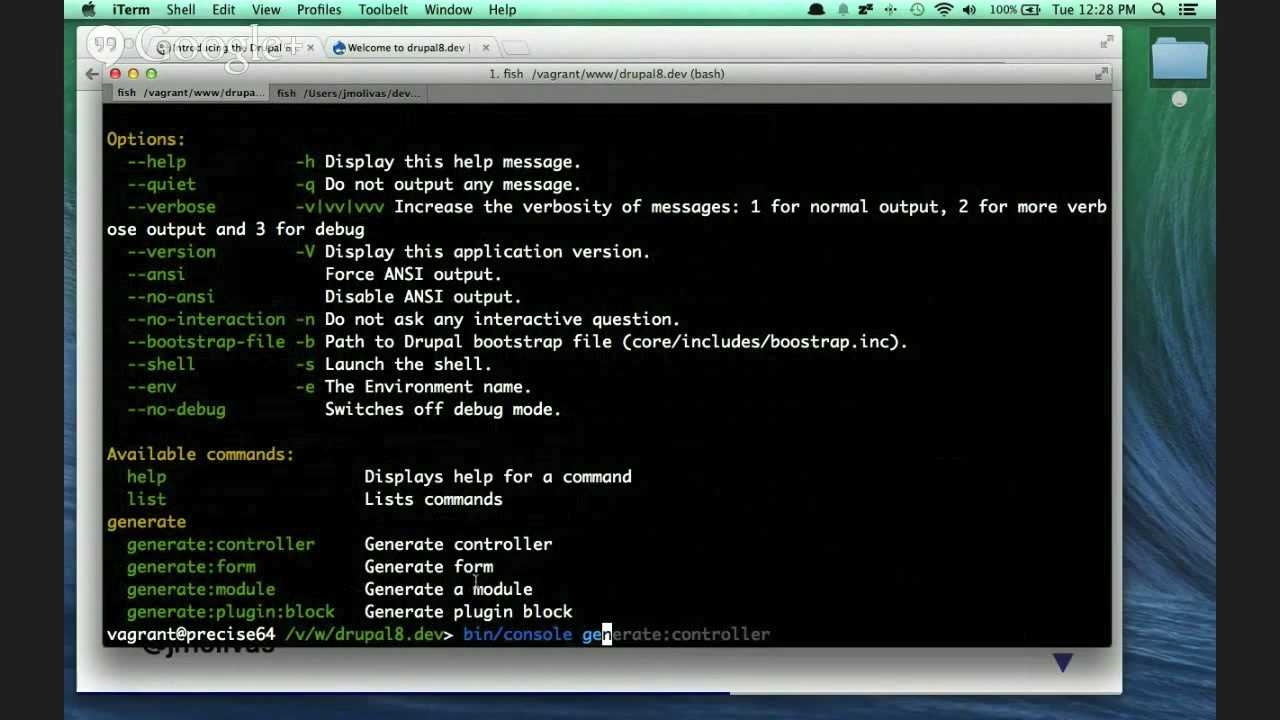 iTerm Shell Edit View Profiles Toolbelt Window Help 100% Tue 12:28 PM
Google+
Introducing the Drupal
Welcome to drupal8.dev
1. fish /vagrant/www/drupal8.dev (bash)
fish /vagrant/www/drupa... fish /Users/jmolivas/dev...
Options:
--help -h Display this help message.
--quiet -q Do not output any message.
--verbose -v|vv|vvv Increase the verbosity of messages: 1 for normal output, 2 for more verb
ose output and 3 for debug
--version -V Display this application version.
--ansi Force ANSI output.
--no-ansi Disable ANSI output.
--no-interaction -n Do not ask any interactive question.
--bootstrap-file -b Path to Drupal bootstrap file (core/includes/boostrap.inc).
--shell -s Launch the shell.
--env -e The Environment name.
--no-debug Switches off debug mode.
Available commands:
help Displays help for a command
list Lists commands
generate
generate:controller Generate controller
generate:form Generate form
generate:module Generate a module
generate:plugin:block Generate plugin block
vagrant@precise64 /v/w/drupal8.dev> bin/console generate:controller
@jmolivas